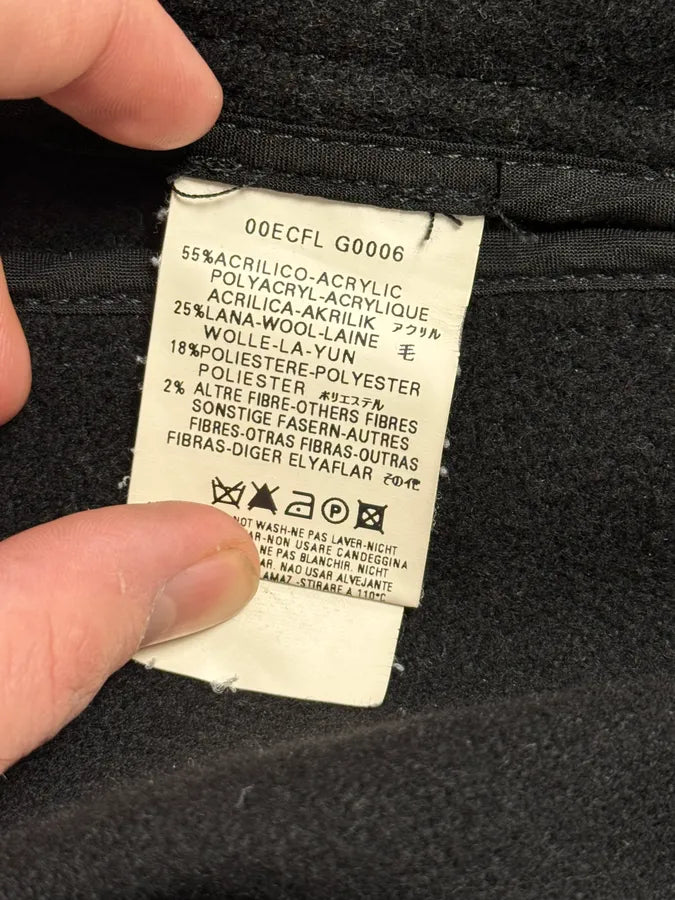 00ECFL G0006
55%ACRILICO-ACRYLIC
POLYACRYL-ACRYLIQUE
ACRILICA-AKRILIK アクリル
25%LANA-WOOL-LAINE
WOLLE-LA-YUN 毛
18%POLIESTERE-POLYESTER
POLIESTER ポリエステル
2% ALTRE FIBRE-OTHERS FIBRES
SONSTIGE FASERN-AUTRES
FIBRES-OTRAS FIBRAS-OUTRAS
FIBRAS-DIGER ELYAFLAR その他
P
NOT WASH-NE PAS LAVER-NICHT
AR-NON USARE CANDEGGINA
NE PAS BLANCHIR. NICHT
AR. NAO USAR ALVEJANTE
AMAZ -STIRARE A 110°C